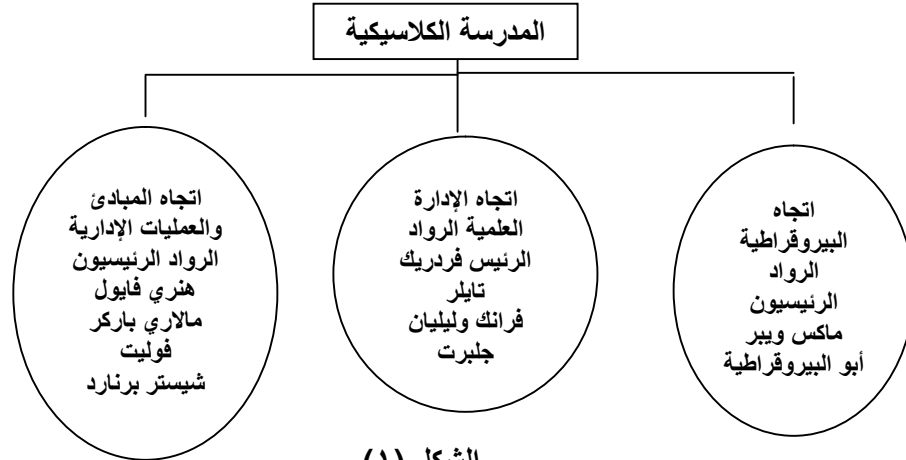 المدرسة الكلاسيكية
اتجاه
البيروقراطية
الرواد
الرئيسيون
ماكس ويبر
أبو البيروقراطية
اتجاه الإدارة
العلمية الرواد
الرئيس فردريك
تايلر
فرانك وليليان
جلبرت
اتجاه المبادئ
والعمليات الإدارية
الرواد الرئيسيون
هنري فايول
مالاري باركر
فوليت
شيستر برنارد
الشكل (١)